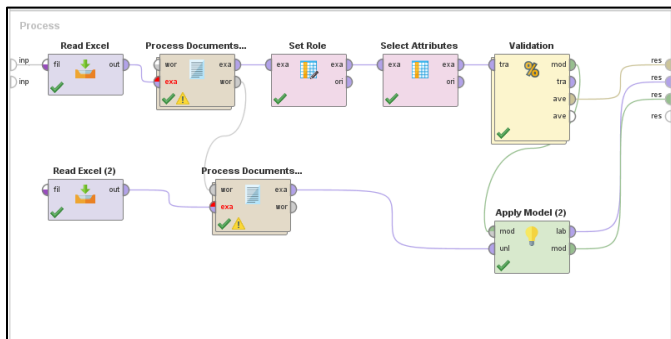 Process
Read Excel
Process Documents...
Set Role
Select Attributes
Validation
inp
fil
out
wor
exa
exa
exa
exa
exa
tra
mod
res
inp
exa
wor
ori
ori
tra
res
ave
res
ave
res
Read Excel (2)
Process Documents...
fil
out
wor
exa
exa
wor
Apply Model (2)
mod
lab
unl
mod